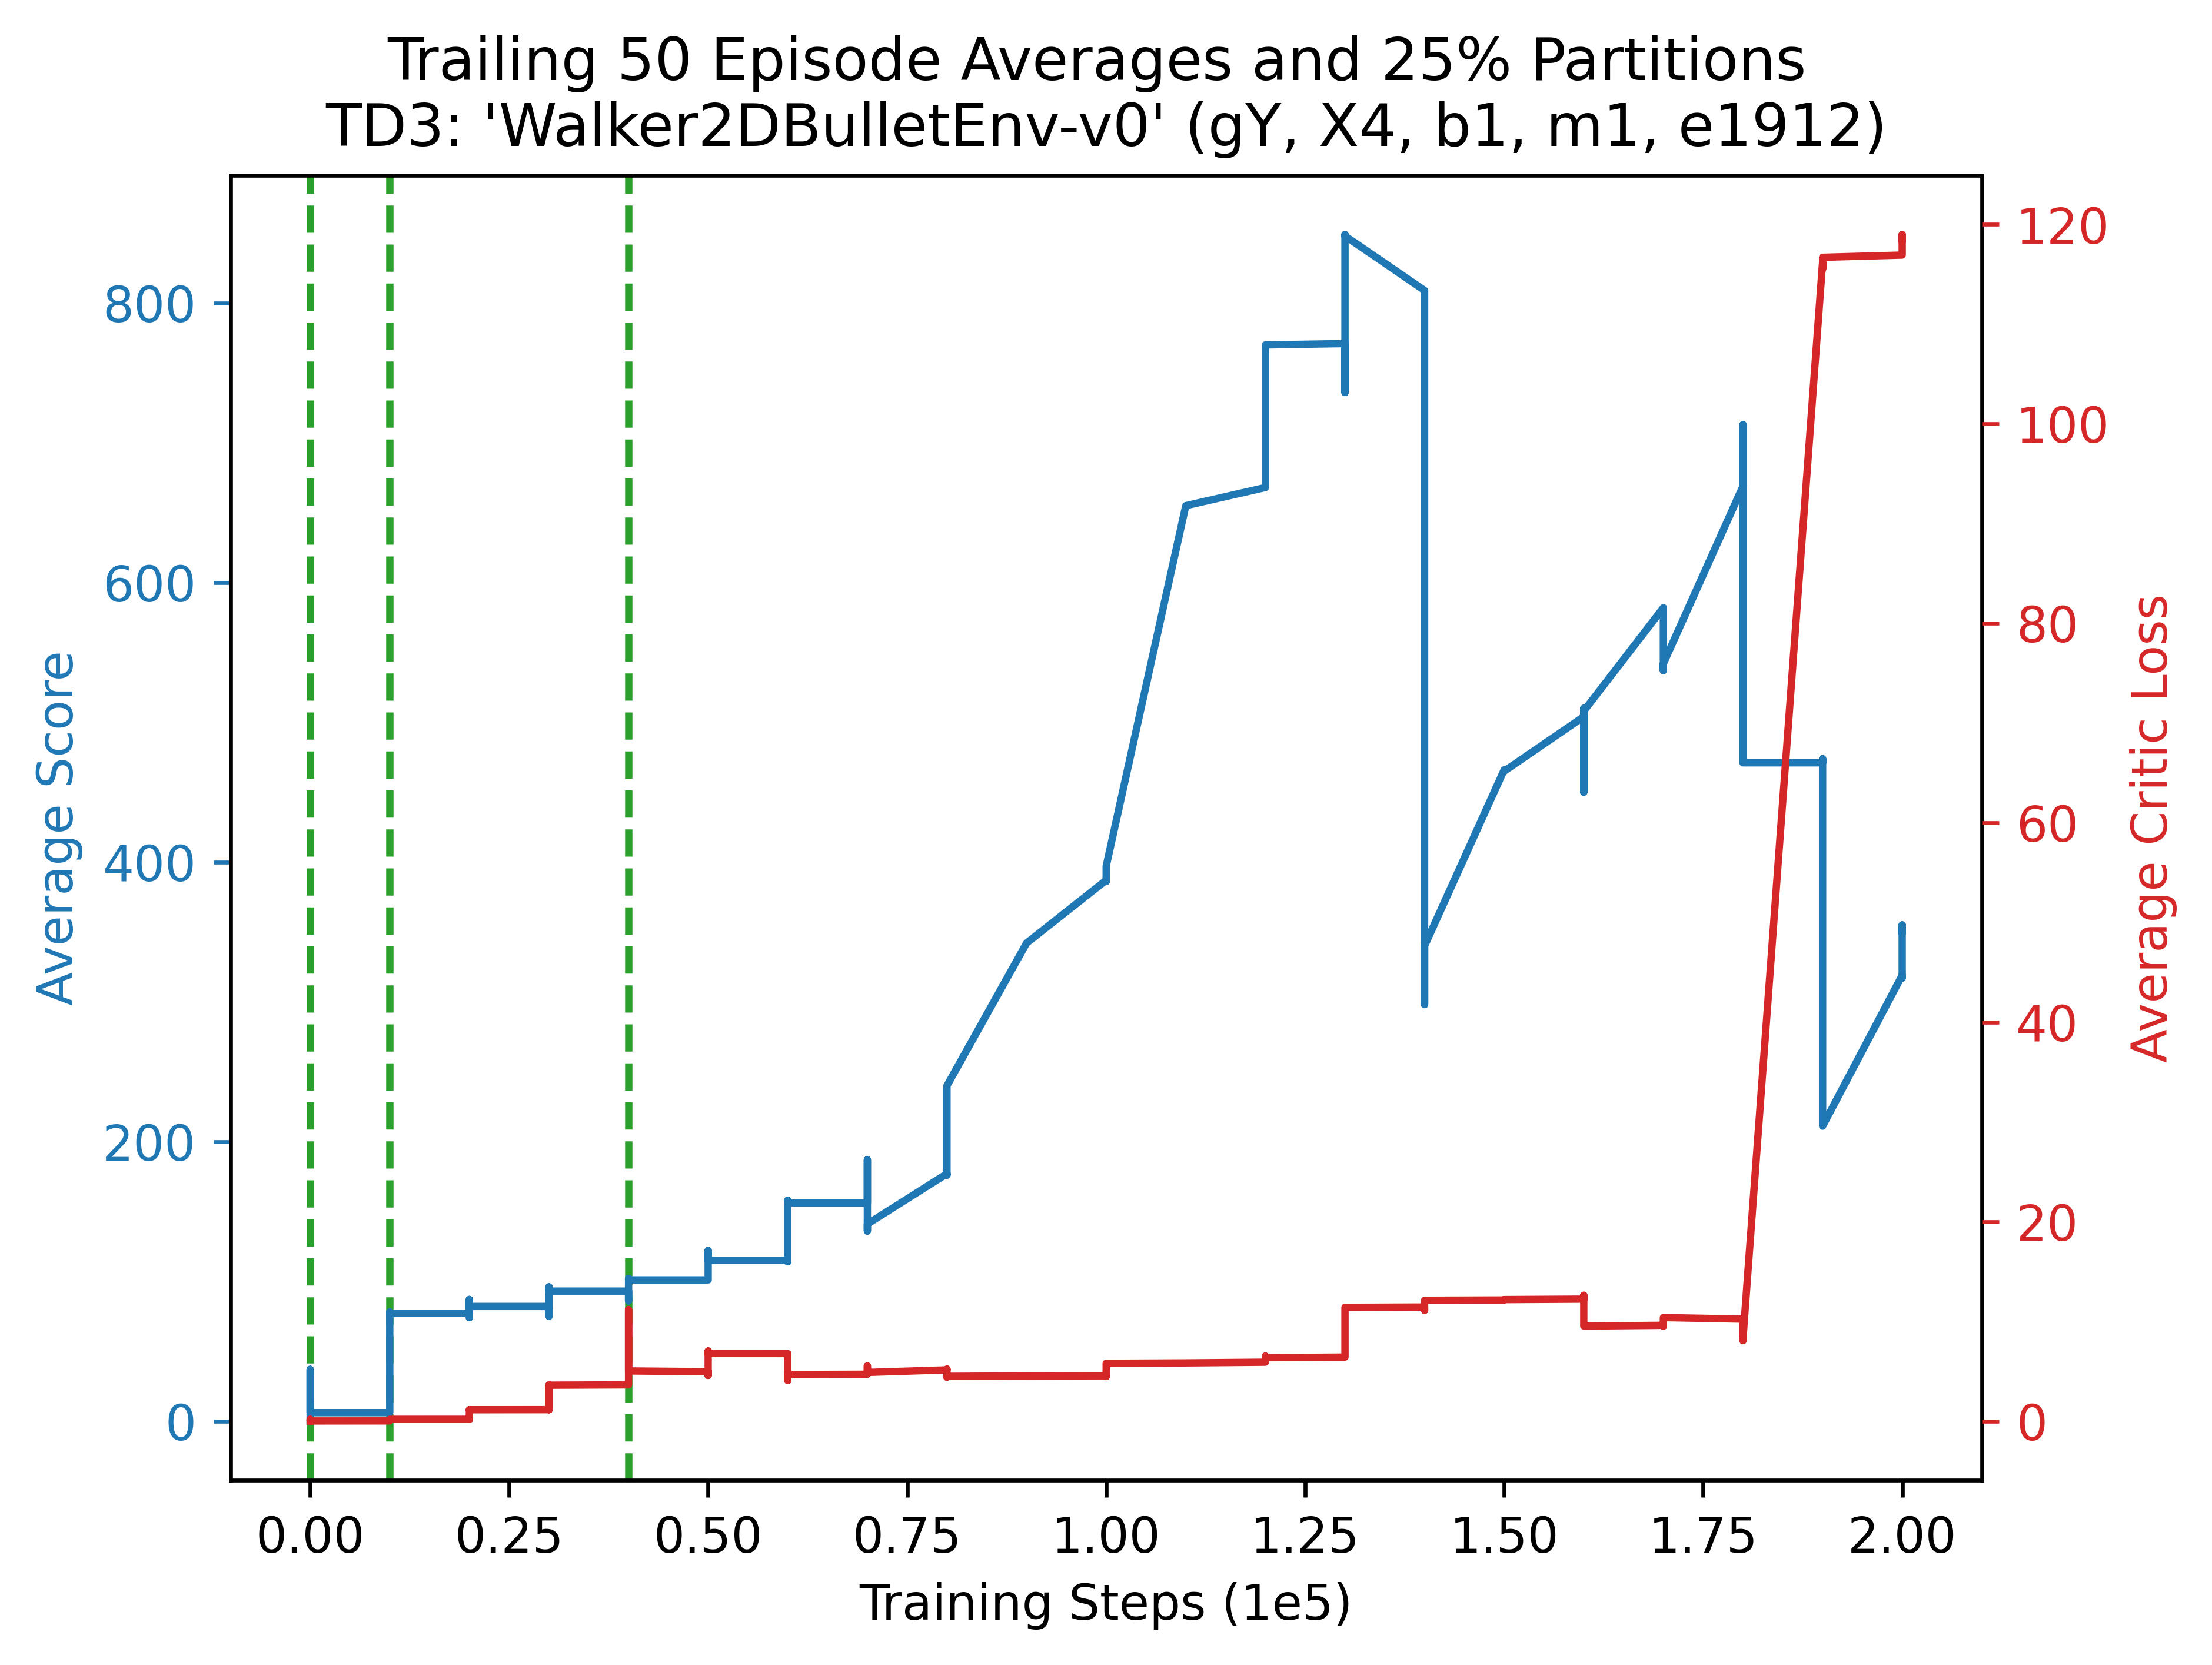 Trailing 50 Episode Averages and 25% Partitions
TD3: 'Walker2DBulletEnv-v0' (gY, X4, b1, m1, e1912)
Average Score
800
600
400
200
0
120
100
80
60
40
20
0
Average Critic Loss
0.00 0.25 0.50 0.75 1.00 1.25 1.50 1.75 2.00
Training Steps (1e5)